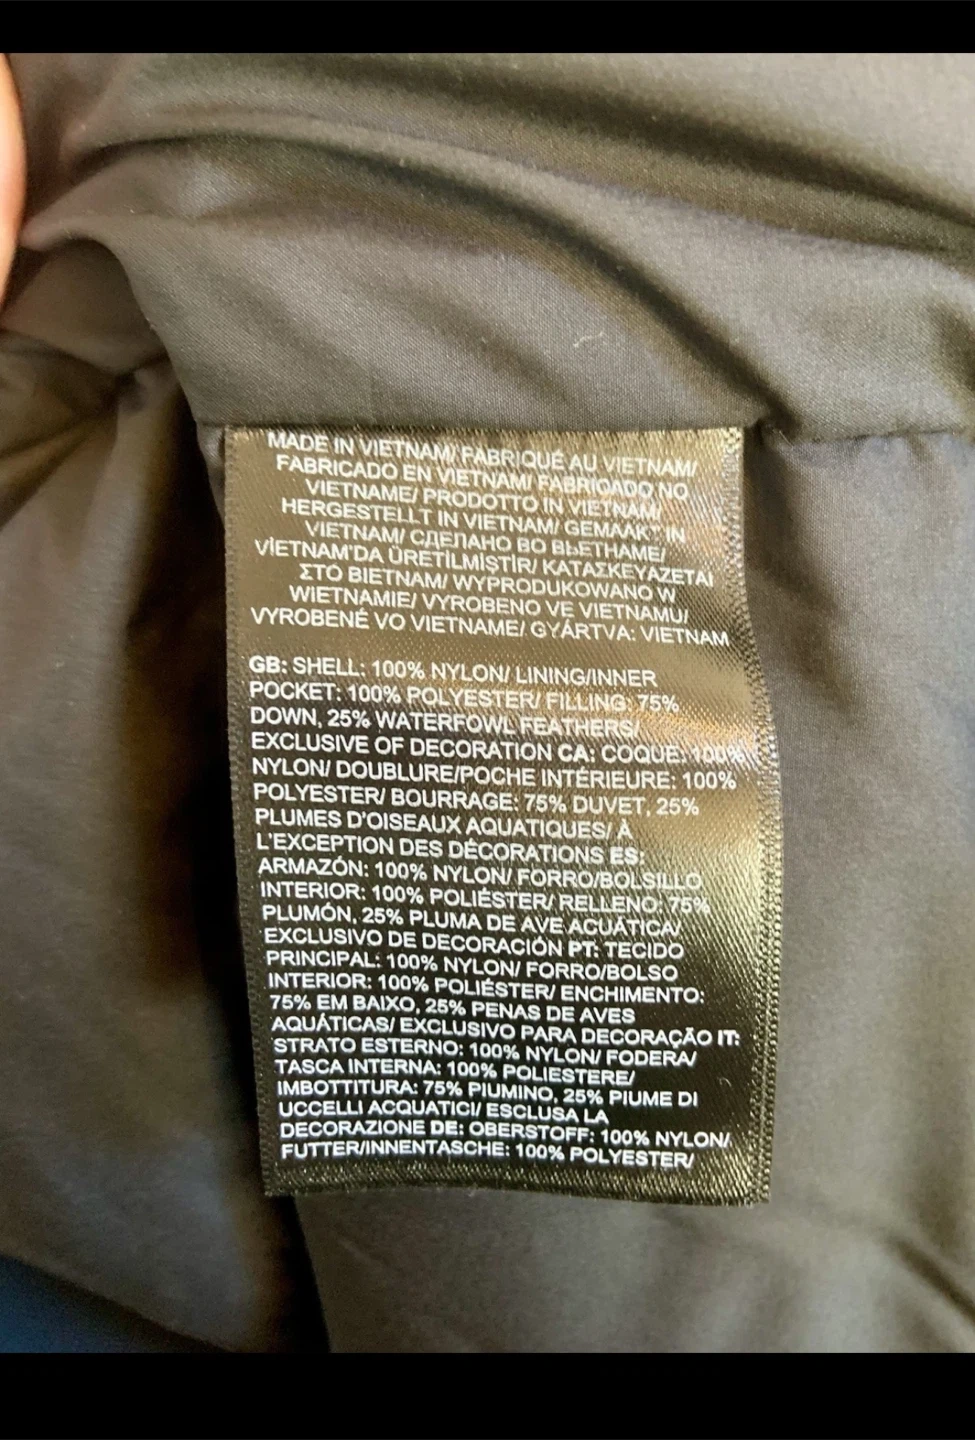 MADE IN VIETNAM/ FABRIQUÉ AU VIETNAM/
FABRICADO EN VIETNAM/ FABRICADO NO
VIETNAME/ PRODOTTO IN VIETNAM/
HERGESTELLT IN VIETNAM/ GEMAAKT IN
VIETNAM/ СДЕЛАНО ВО ВЬЕТНАМЕ/
VİETNAM'DA ÜRETİLMİŞTİR/ ΚΑΤΑΣΚΕΥΑΖΕΤΑΙ
ΣΤΟ ΒΙΕΤΝΑΜ/ WYPRODUKOWANO W
WIETNAMIE/ VYROBENO VE VIETNAMU/
VYROBENÉ VO VIETNAME/ GYÁRTVA: VIETNAM
GB: SHELL: 100% NYLON/ LINING/INNER
POCKET: 100% POLYESTER/ FILLING: 75%
DOWN, 25% WATERFOWL FEATHERS/
EXCLUSIVE OF DECORATION CA: COQUE: 100%
NYLON/ DOUBLURE/POCHE INTÉRIEURE: 100%
POLYESTER/ BOURRAGE: 75% DUVET, 25%
PLUMES D'OISEAUX AQUATIQUES/ À
L'EXCEPTION DES DÉCORATIONS ES:
ARMAZÓN: 100% NYLON/ FORRO/BOLSILLO
INTERIOR: 100% POLIÉSTER/ RELLENO: 75%
PLUMÓN, 25% PLUMA DE AVE ACUÁTICA/
EXCLUSIVO DE DECORACIÓN PT: TECIDO
PRINCIPAL: 100% NYLON/ FORRO/BOLSO
INTERIOR: 100% POLIÉSTER/ ENCHIMENTO:
75% EM BAIXO, 25% PENAS DE AVES
AQUÁTICAS/ EXCLUSIVO PARA DECORAÇÃO IT:
STRATO ESTERNO: 100% NYLON/ FODERA/
TASCA INTERNA: 100% POLIESTERE/
IMBOTTITURA: 75% PIUMINO, 25% PIUME DI
UCCELLI ACQUATICI/ ESCLUSA LA
DECORAZIONE DE: OBERSTOFF: 100% NYLON/
FUTTER/INNENTASCHE: 100% POLYESTER/